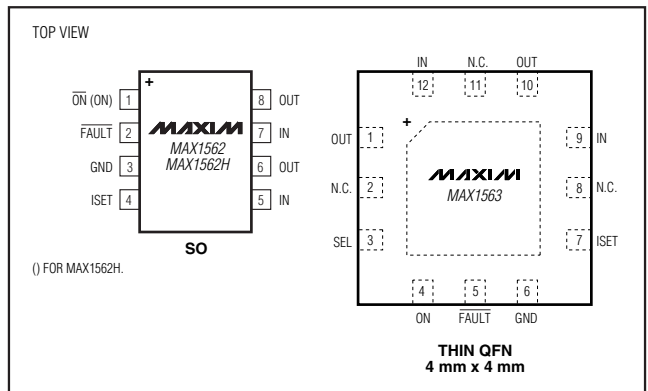 TOP VIEW
ON (ON) 1
FAULT 2
GND 3
ISET 4
+
MAXIM
MAX1562
MAX1562H
8 OUT
7 IN
6 OUT
5 IN
SO
() FOR MAX1562H.
IN N.C. OUT
12 11 10
OUT 1
N.C. 2
SEL 3
+
MAXIM
MAX1563
9 IN
8 N.C.
7 ISET
4 5 6
ON FAULT GND
THIN QFN
4 mm x 4 mm